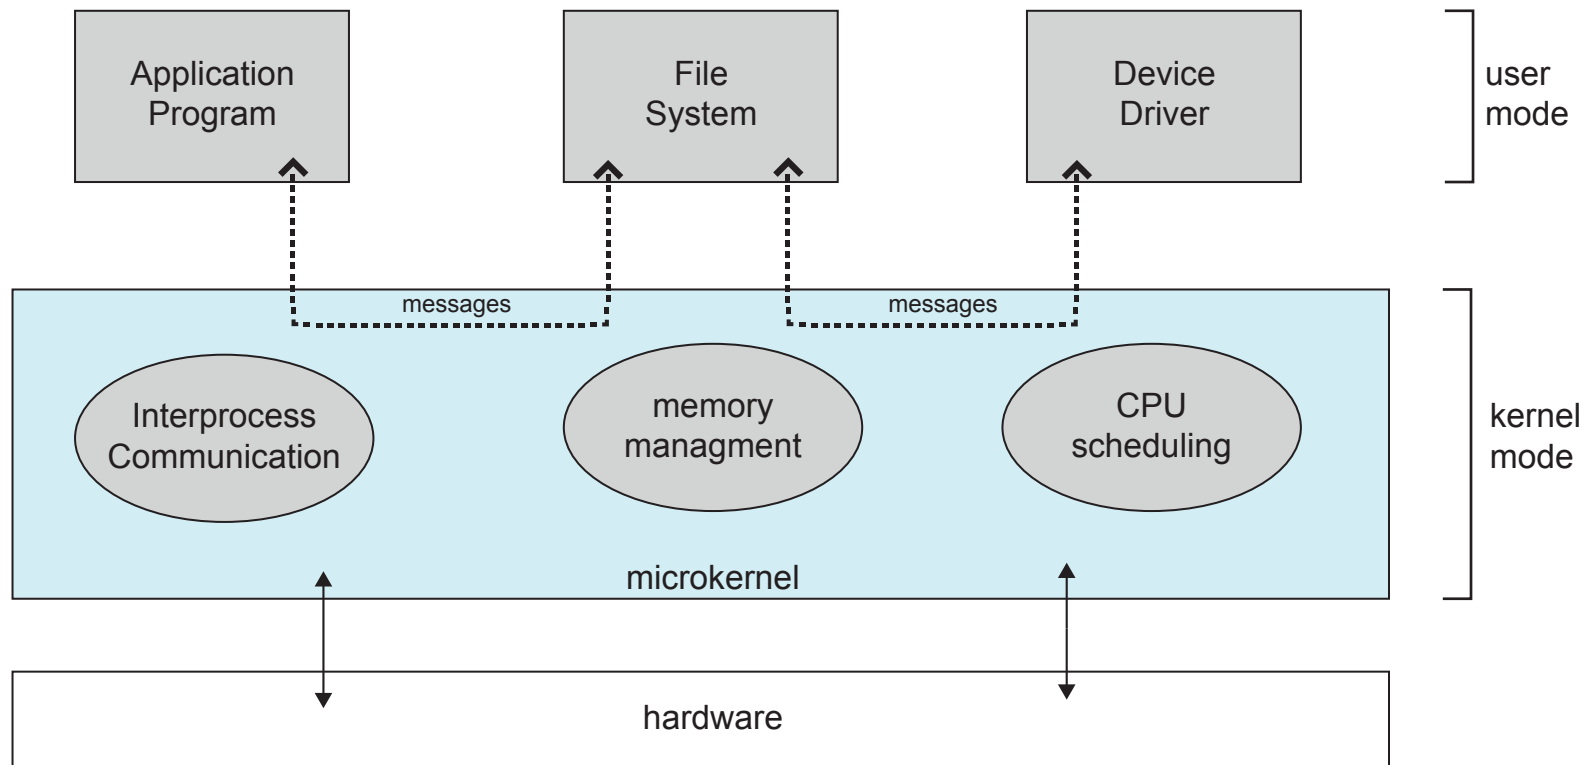 Application
Program
File
System
Device
Driver
user
mode
messages
messages
Interprocess
Communication
memory
managment
CPU
scheduling
kernel
mode
microkernel
hardware